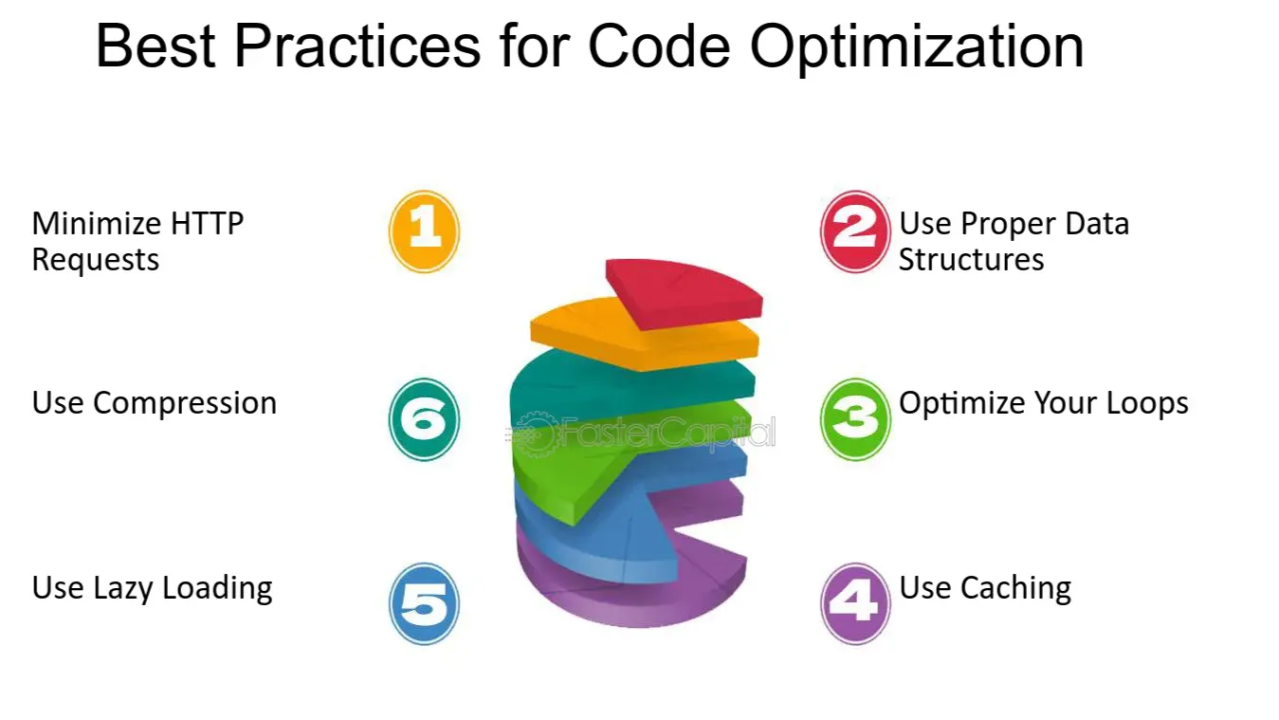 Best Practices for Code Optimization
Minimize HTTP
Requests
1
2
Use Proper Data
Structures
Use Compression
6
3
Optimize Your Loops
FasterCapital
Use Lazy Loading
5
4
Use Caching